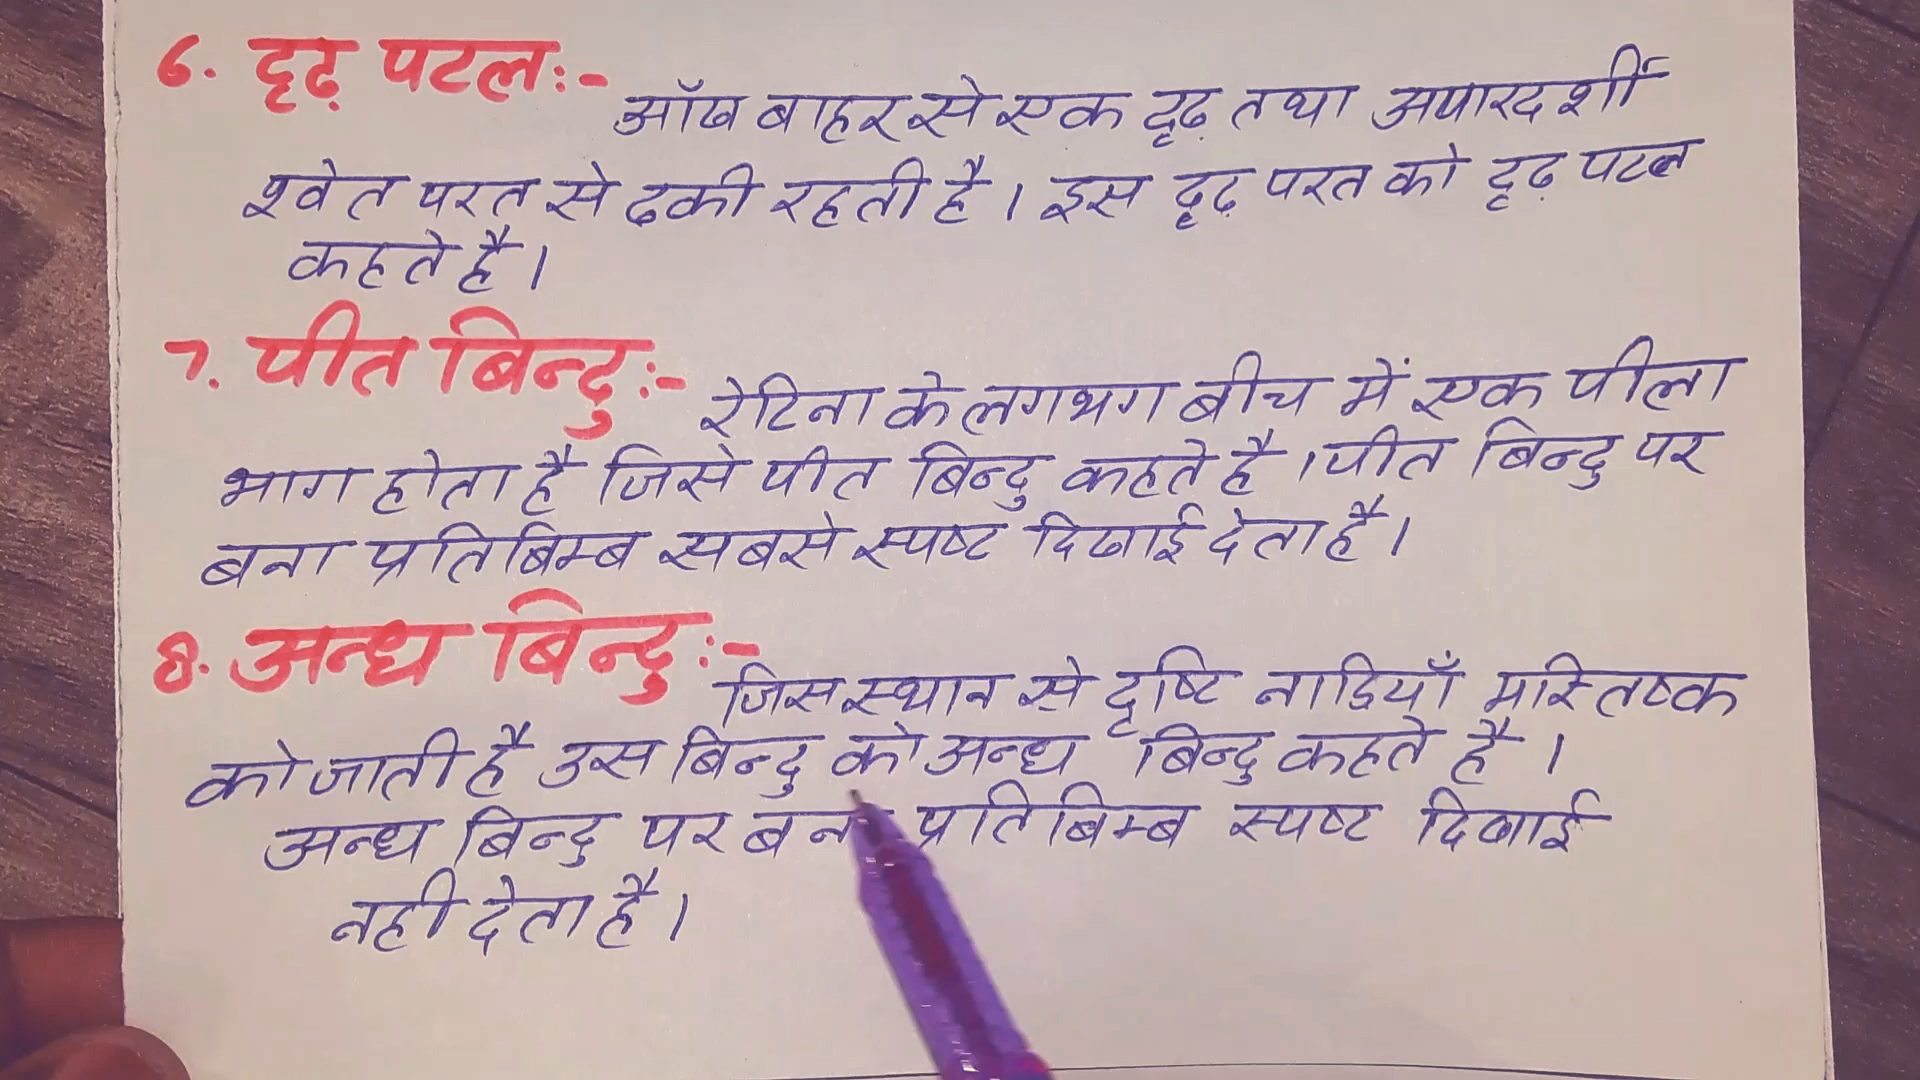 6. दृढ़ पटल:- आँख बाहर से एक दृढ़ तथा अपारदर्शी
श्वेत परत से ढकी रहती है। इस दृढ़ परत को दृढ़ पटल
कहते है।
7. पीत बिन्दु:- रेटिना के लगभग बीच में एक पीला
भाग होता है जिसे पीत बिन्दु कहते है। पीत बिन्दु पर
बना प्रतिबिम्ब सबसे स्पष्ट दिखाई देता है।
8. अन्ध बिन्दु:- जिस स्थान से दृष्टि नाडियाँ मस्तिष्क
को जाती है उस बिन्दु को अन्ध बिन्दु कहते है।
अन्ध बिन्दु पर बना प्रतिबिम्ब स्पष्ट दिखाई
नही देता है।